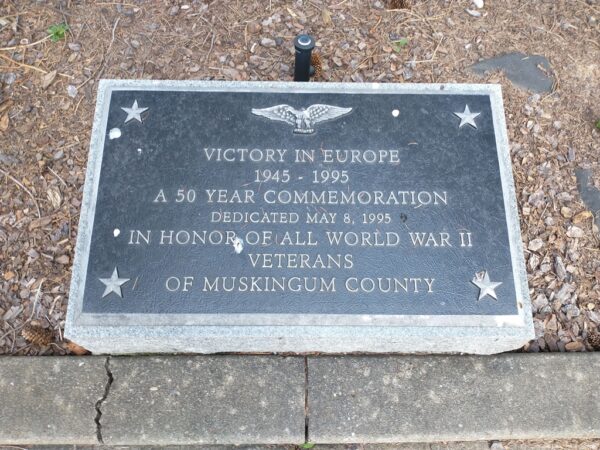 VICTORY IN EUROPE
1945 - 1995
A 50 YEAR COMMEMORATION
DEDICATED MAY 8, 1995
IN HONOR OF ALL WORLD WAR II
VETERANS
OF MUSKINGUM COUNTY